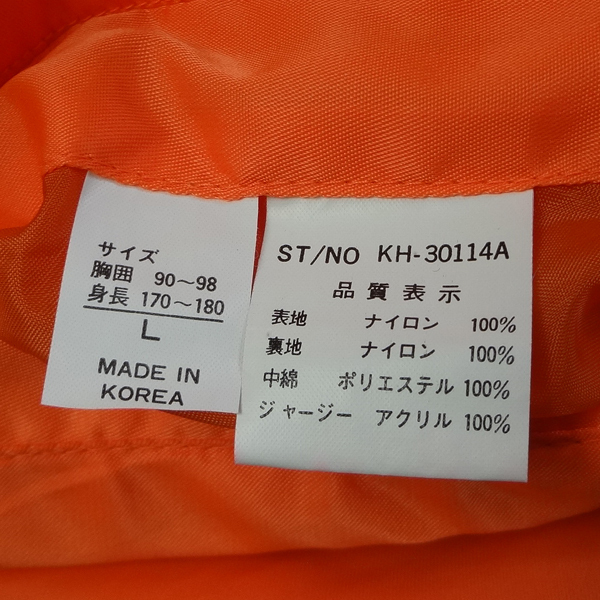 サイズ
胸囲 90～98
身長 170～180
L
MADE IN
KOREA
ST/NO KH-30114A
品質表示
表地 ナイロン 100%
裏地 ナイロン 100%
中綿 ポリエステル 100%
ジャージー アクリル 100%